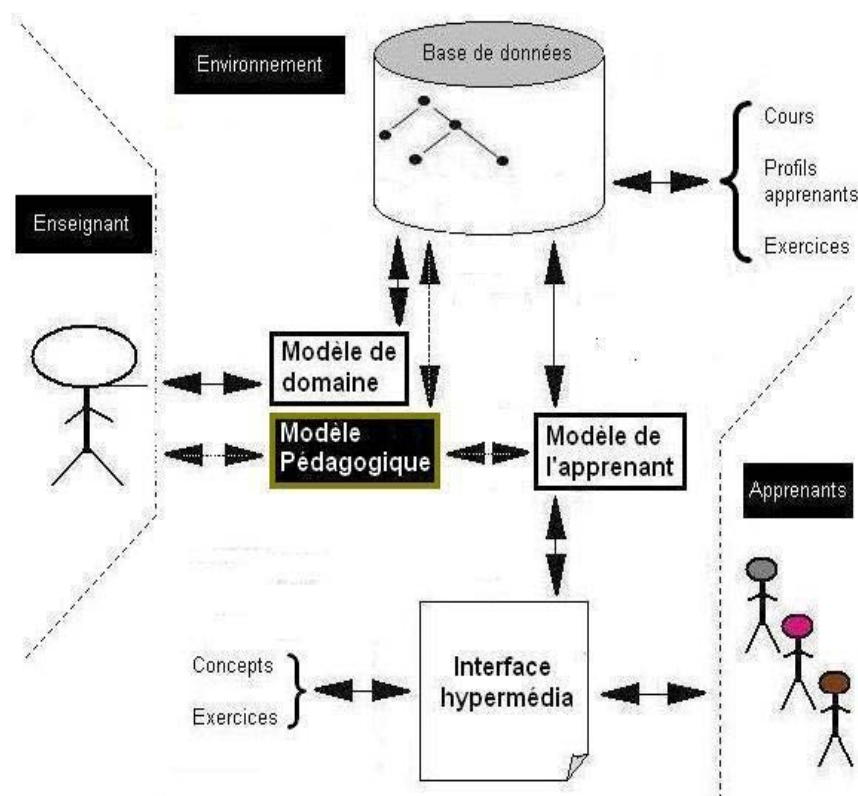 Environnement
Base de données
Cours
Profils
apprenants
Exercices
Enseignant
Modèle de
domaine
Modèle
Pédagogique
Modèle de
l'apprenant
Apprenants
Concepts
Exercices
Interface
hypermédia